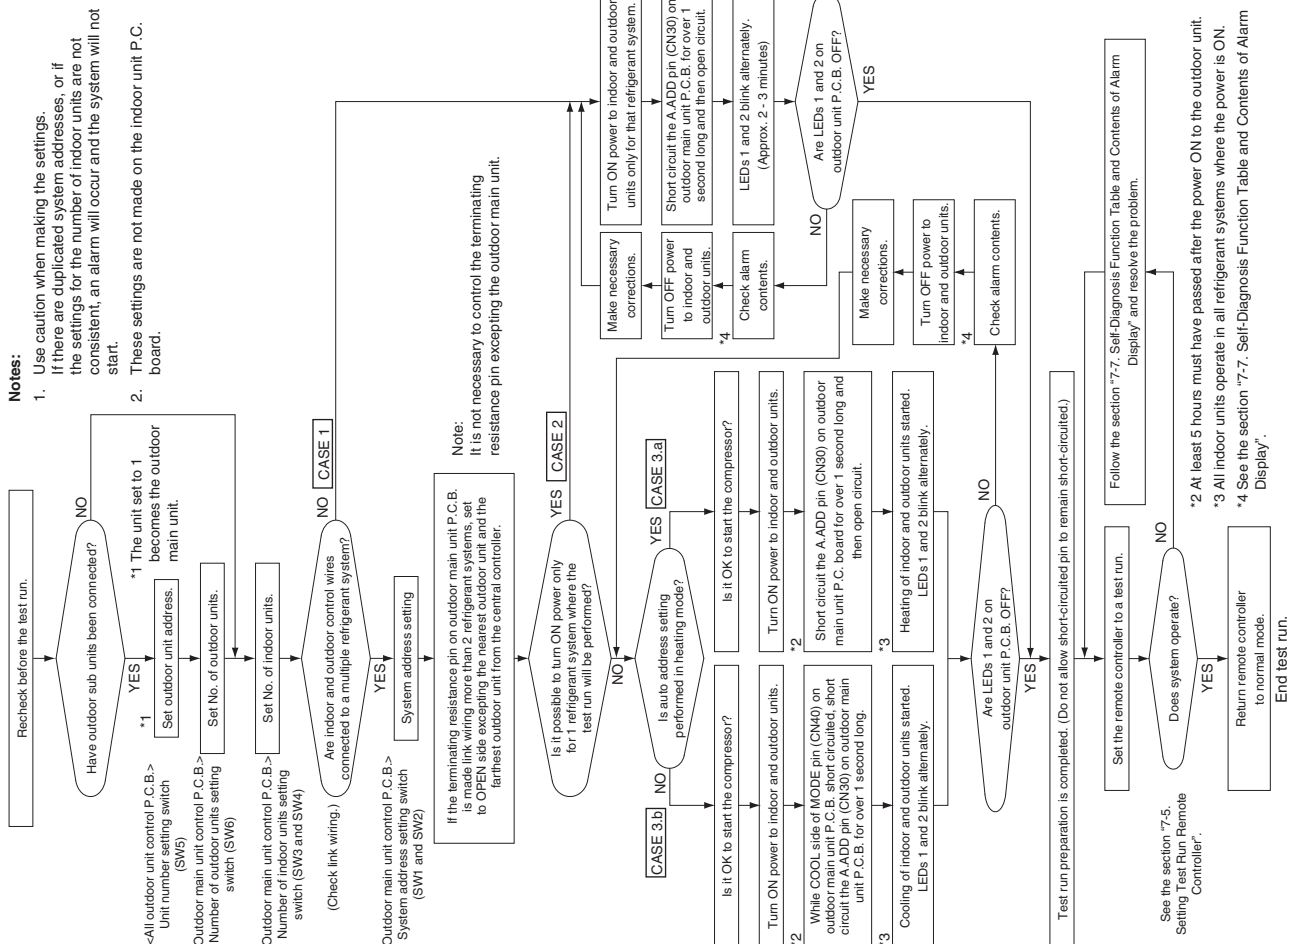 Notes:
1. Use caution when making the settings.
If there are duplicated system addresses, or if
the settings for the number of indoor units are not
consistent, an alarm will occur and the system will not
start.
2. These settings are not made on the indoor unit P.C.
board.
Recheck before the test run.
Have outdoor sub units been connected?
NO
YES
*1
*1 The unit set to 1
becomes the outdoor
main unit.
<All outdoor unit control P.C.B.>
Unit number setting switch
(SW5)
Set outdoor unit address.
Outdoor main unit control P.C.B.>
Number of outdoor units setting
switch (SW6)
Set No. of outdoor units.
Outdoor main unit control P.C.B.>
Number of indoor units setting
switch (SW3 and SW4)
Set No. of indoor units.
(Check link wiring.)
Are indoor and outdoor control wires
connected to a multiple refrigerant system?
NO
CASE 1
YES
Outdoor main unit control P.C.B.>
System address setting switch
(SW1 and SW2)
System address setting
If the terminating resistance pin on outdoor main unit P.C.B.
is made link wiring more than 2 refrigerant systems, set
to OPEN side excepting the nearest outdoor unit and the
farthest outdoor unit from the central controller.
Note:
It is not necessary to control the terminating
resistance pin excepting the outdoor main unit.
Is it possible to turn ON power only
for 1 refrigerant system where the
test run will be performed?
YES
CASE 2
NO
Is auto address setting
performed in heating mode?
NO
CASE 3.b
YES
CASE 3.a
Is it OK to start the compressor?
Turn ON power to indoor and outdoor units.
*2
While COOL side of MODE pin (CN40) on
outdoor main unit P.C.B. short circuited, short
circuit the A.ADD pin (CN30) on outdoor main
unit P.C.B. for over 1 second long.
*3
Cooling of indoor and outdoor units started.
LEDs 1 and 2 blink alternately.
Is it OK to start the compressor?
Turn ON power to indoor and outdoor units.
*2
Short circuit the A.ADD pin (CN30) on outdoor
main unit P.C. board for over 1 second long and
then open circuit.
*3
Heating of indoor and outdoor units started.
LEDs 1 and 2 blink alternately.
Are LEDs 1 and 2 on
outdoor unit P.C.B. OFF?
NO
YES
*4
Check alarm contents.
Turn OFF power to
indoor and outdoor units.
Make necessary
corrections.
Turn ON power to indoor and outdoor
units only for that refrigerant system.
Short circuit the A.ADD pin (CN30) on
outdoor main unit P.C.B. for over 1
second long and then open circuit.
LEDs 1 and 2 blink alternately.
(Approx. 2 - 3 minutes)
Are LEDs 1 and 2 on
outdoor unit P.C.B. OFF?
NO
YES
*4
Check alarm
contents.
Turn OFF power
to indoor and
outdoor units.
Make necessary
corrections.
Test run preparation is completed. (Do not allow short-circuited pin to remain short-circuited.)
See the section "7-5.
Setting Test Run Remote
Controller".
Set the remote controller to a test run.
Does system operate?
NO
YES
Follow the section "7-7. Self-Diagnosis Function Table and Contents of Alarm
Display" and resolve the problem.
Return remote controller
to normal mode.
End test run.
*2 At least 5 hours must have passed after the power ON to the outdoor unit.
*3 All indoor units operate in all refrigerant systems where the power is ON.
*4 See the section "7-7. Self-Diagnosis Function Table and Contents of Alarm
Display".